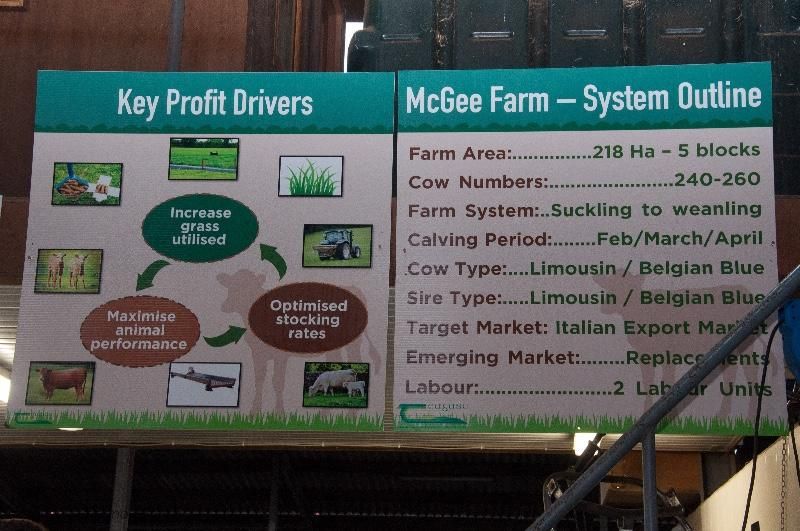 Key Profit Drivers
Increase
grass
utilised
Maximise
animal
performance
Optimised
stocking
rates
McGee Farm – System Outline
Farm Area:..............218 Ha – 5 blocks
Cow Numbers:......................240-260
Farm System:..Suckling to weanling
Calving Period:........Feb/March/April
Cow Type:....Limousin / Belgian Blue
Sire Type:.....Limousin / Belgian Blue
Target Market: Italian Export Market
Emerging Market:........Replacements
Labour:........................2 Labour Units